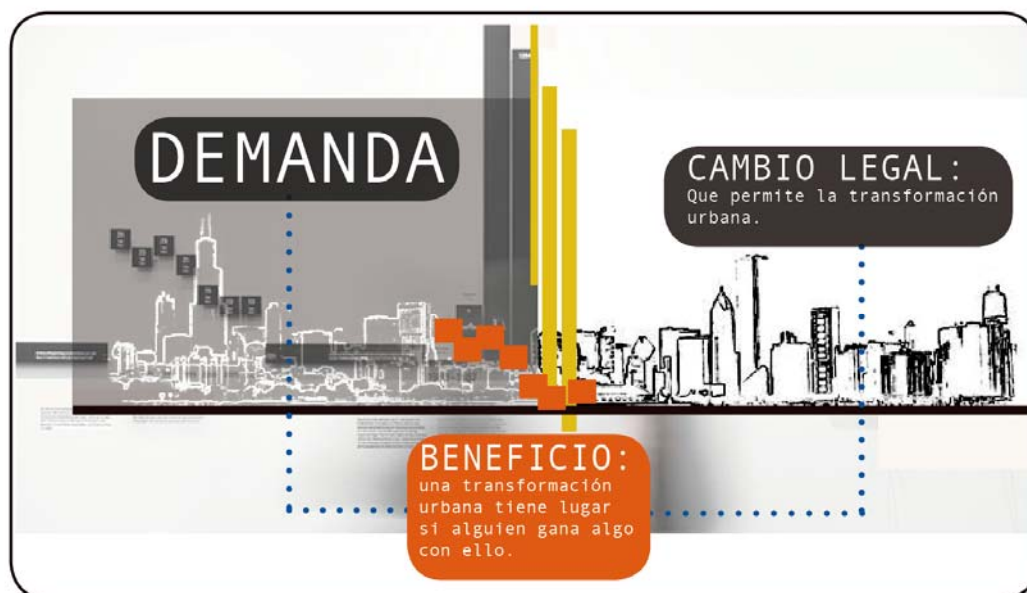 DEMANDA
CAMBIO LEGAL:
Que permite la transformación
urbana.
BENEFICIO:
una transformación
urbana tiene lugar
si alguien gana algo
con ello.